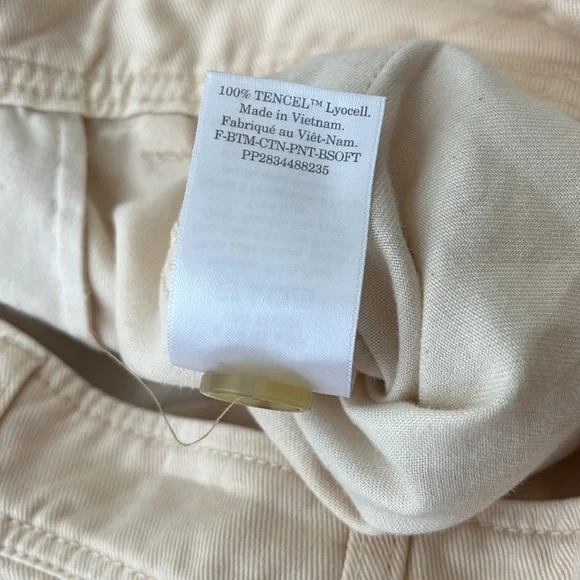 100% TENCEL™ Lyocell.
Made in Vietnam.
Fabriqué au Viêt-Nam.
F-BTM-CTN-PNT-BSOFT
PP2834488235